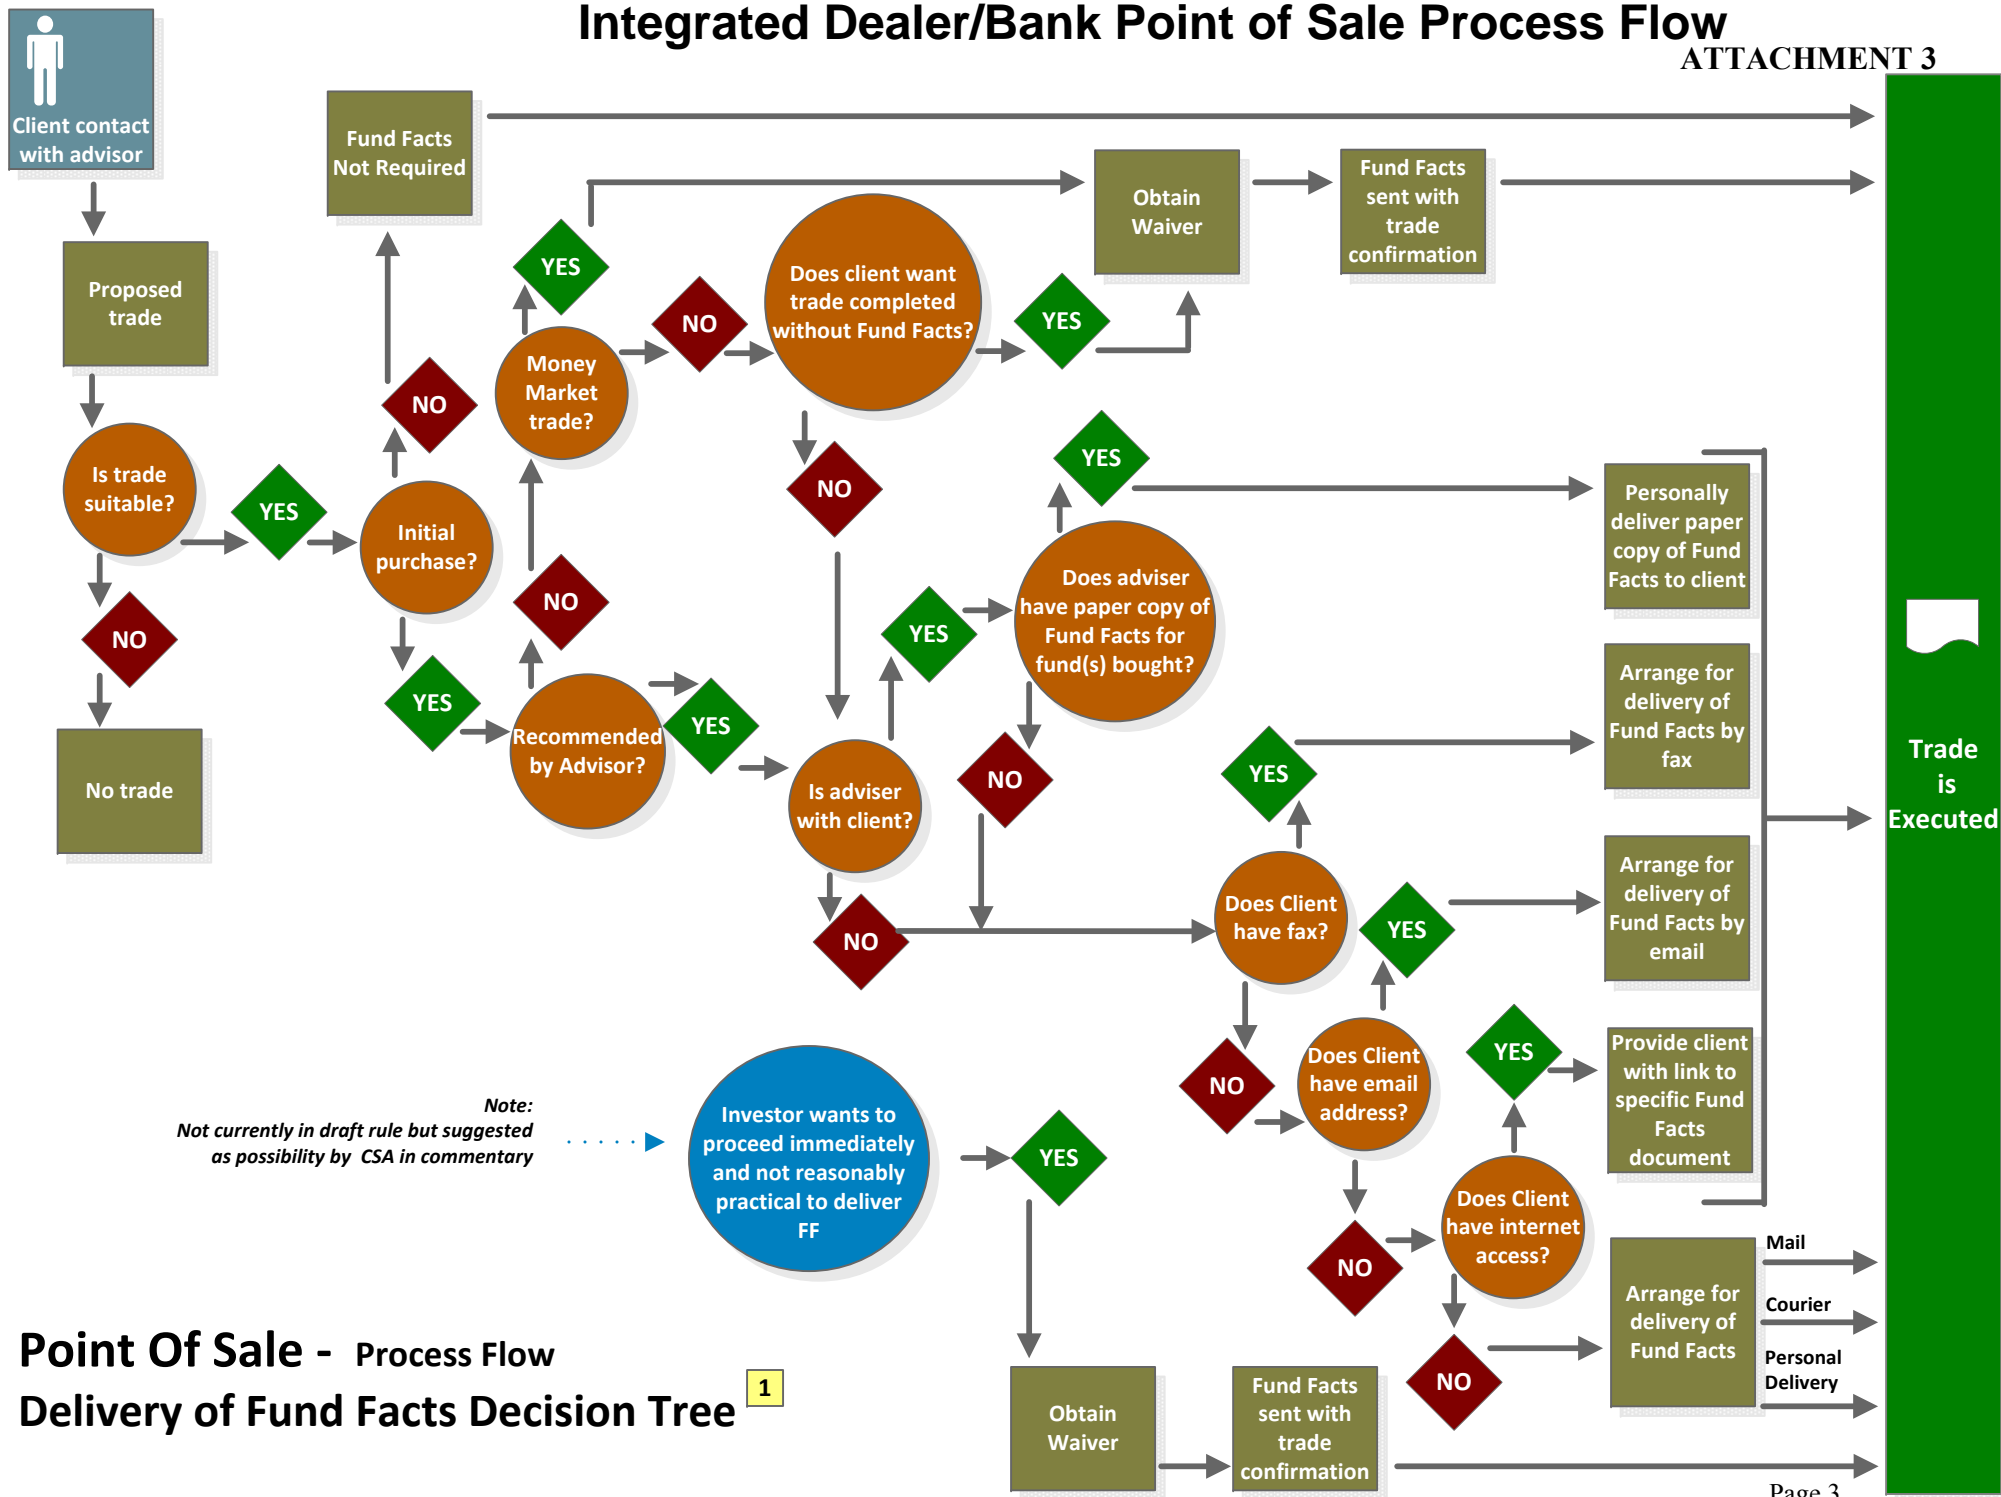 Integrated Dealer/Bank Point of Sale Process Flow
ATTACHMENT 3
Client contact
with advisor
Proposed
trade
Is trade
suitable?
YES
NO
No trade
Initial
purchase?
NO
Fund Facts
Not Required
YES
Recommended
by Advisor?
NO
Money
Market
trade?
YES
NO
Does client want
trade completed
without Fund Facts?
YES
Obtain
Waiver
Fund Facts
sent with
trade
confirmation
NO
YES
Is adviser
with client?
YES
Does adviser
have paper copy of
Fund Facts for
fund(s) bought?
YES
Personally
deliver paper
copy of Fund
Facts to client
NO
NO
Does Client
have fax?
YES
Arrange for
delivery of
Fund Facts by
fax
NO
Does Client
have email
address?
YES
Arrange for
delivery of
Fund Facts by
email
NO
Does Client
have internet
access?
YES
Provide client
with link to
specific Fund
Facts
document
NO
Arrange for
delivery of
Fund Facts
Mail
Courier
Personal
Delivery
Trade
is
Executed
Note:
Not currently in draft rule but suggested
as possibility by CSA in commentary
Investor wants to
proceed immediately
and not reasonably
practical to deliver
FF
YES
Obtain
Waiver
Fund Facts
sent with
trade
confirmation
Point Of Sale - Process Flow
Delivery of Fund Facts Decision Tree
1
Page 3